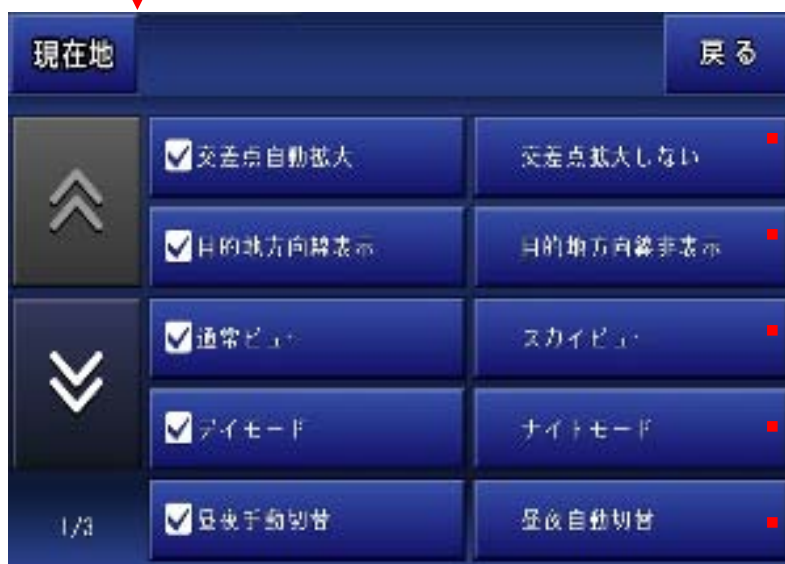 現在地
戻る
交差点自動拡大
交差点拡大しない
目的地方向線表示
目的地方向線非表示
通常ビュー
スカイビュー
デイモード
ナイトモード
昼夜手動切替
昼夜自動切替
1/3